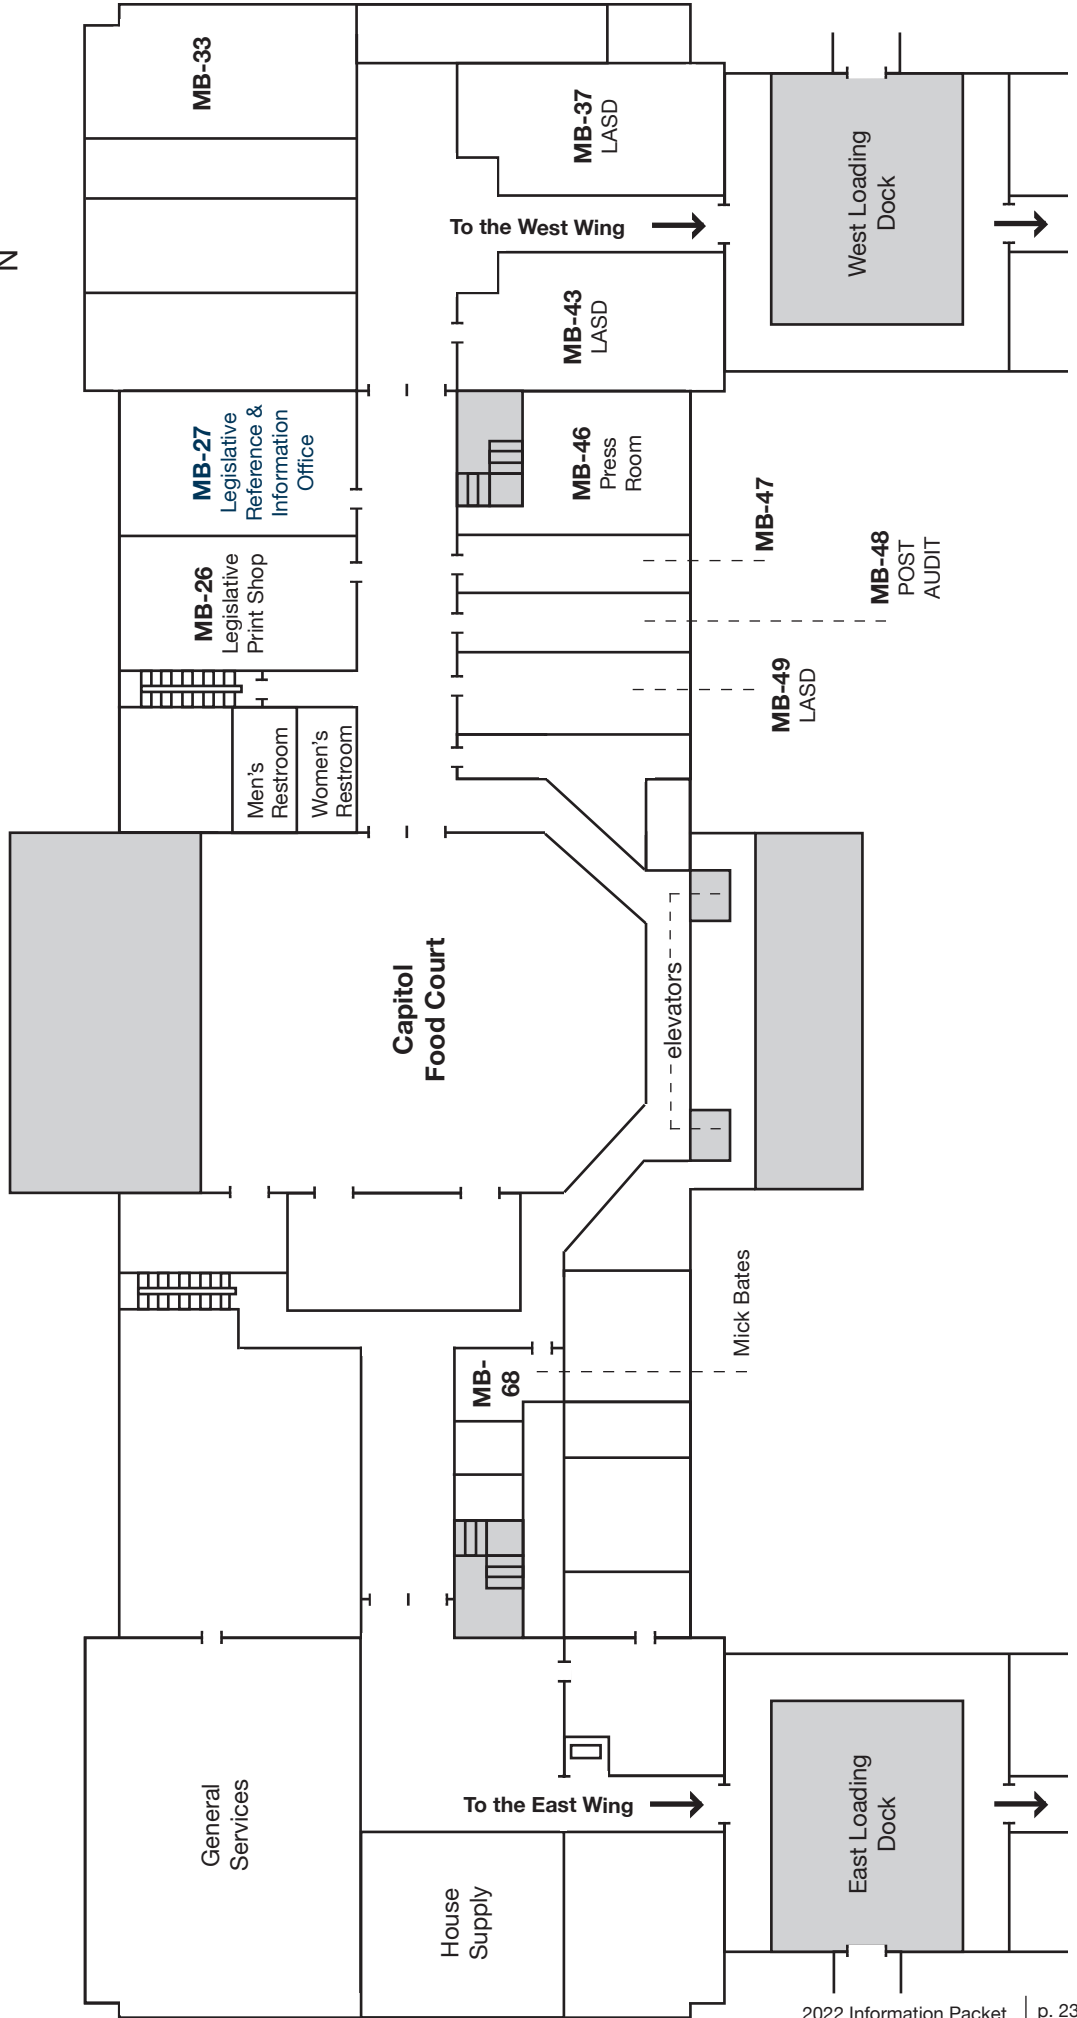 N
MB-33
MB-37
LASD
West Loading
Dock
To the West Wing
MB-43
LASD
MB-27
Legislative
Reference &
Information
Office
MB-46
Press
Room
MB-47
MB-48
POST
AUDIT
MB-26
Legislative
Print Shop
MB-49
LASD
Men's
Restroom
Women's
Restroom
Capitol
Food Court
elevators
Mick Bates
MB-
68
General
Services
To the East Wing
East Loading
Dock
House
Supply
2022 Information Packet
p. 23